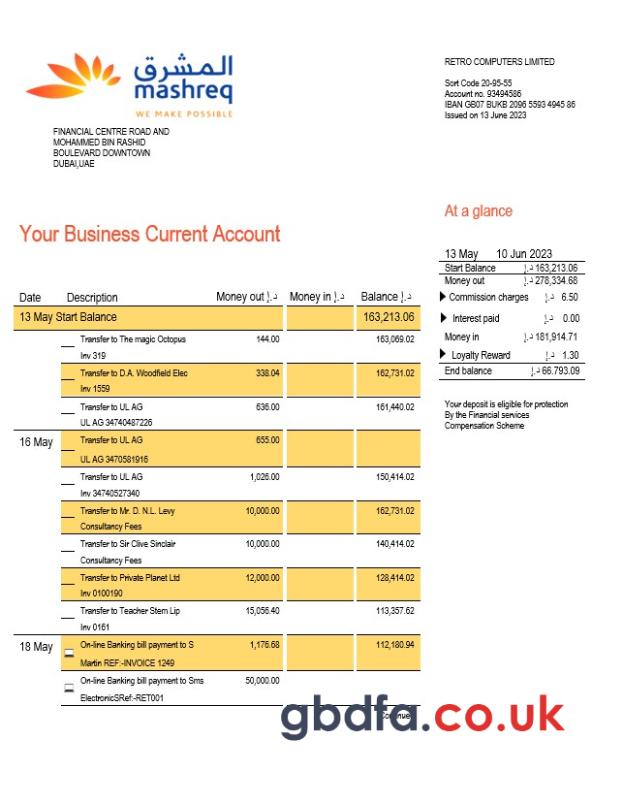 المشرق
mashreq
WE MAKE POSSIBLE
FINANCIAL CENTRE ROAD AND
MOHAMMED BIN RASHID
BOULEVARD DOWNTOWN
DUBAI,UAE
RETRO COMPUTERS LIMITED
Sort Code 20-95-55
Account no. 93494586
IBAN GB07 BUKB 2096 5593 4945 86
Issued on 13 June 2023
At a glance
13 May 10 Jun 2023
Start Balance د.إ 163,213.06
Money out د.إ 278,334.68
Commission charges د.إ 6.50
Interest paid د.إ 0.00
Money in د.إ 181,914.71
Loyalty Reward د.إ 1.30
End balance د.إ 66.793.09
Your deposit is eligible for protection
By the Financial services
Compensation Scheme
Your Business Current Account
Date Description Money out د.إ Money in د.إ Balance د.إ
13 May Start Balance 163,213.06
Transfer to The magic Octopus 144.00 163,069.02
Inv 319
Transfer to D.A. Woodfield Elec 338.04 162,731.02
Inv 1559
Transfer to UL AG 636.00 161,440.02
UL AG 34740487226
16 May Transfer to UL AG 655.00
UL AG 3470581916
Transfer to UL AG 1,026.00 150,414.02
Inv 34740527340
Transfer to Mr. D. N.L. Levy 10,000.00 162,731.02
Consultancy Fees
Transfer to Sir Clive Sinclair 10,000.00 140,414.02
Consultancy Fees
Transfer to Private Planet Ltd 12,000.00 128,414.02
Inv 0100190
Transfer to Teacher Stem Lip 15,056.40 113,357.62
Inv 0161
18 May On-line Banking bill payment to S 1,176.68 112,180.94
Martin REF:-INVOICE 1249
On-line Banking bill payment to Sms 50,000.00
ElectronicSRef:-RET001
gbdfa.co.uk